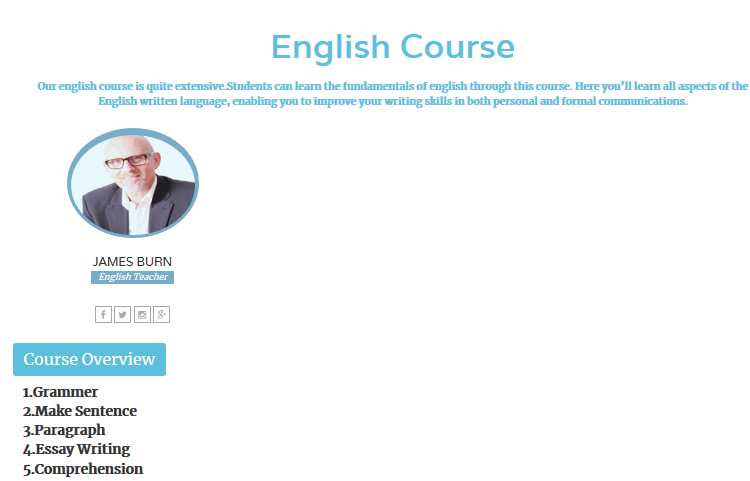 English Course
Our english course is quite extensive.Students can learn the fundamentals of english through this course. Here you'll learn all aspects of the
English written language, enabling you to improve your writing skills in both personal and formal communications.
JAMES BURN
English Teacher
Course Overview
1.Grammer
2.Make Sentence
3.Paragraph
4.Essay Writing
5.Comprehension